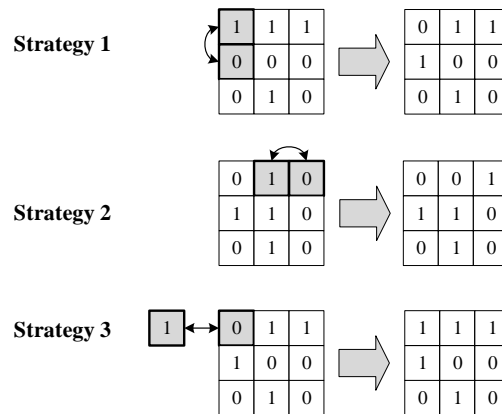 1 1 1 0 1 1
Strategy 1
0 0 0 1 0 0
0 1 0 0 1 0
0 1 0 0 0 1
Strategy 2
1 1 0 1 1 0
0 1 0 0 1 0
Strategy 3
1 0 1 1 1 1 1
1 0 0 1 0 0
0 1 0 0 1 0